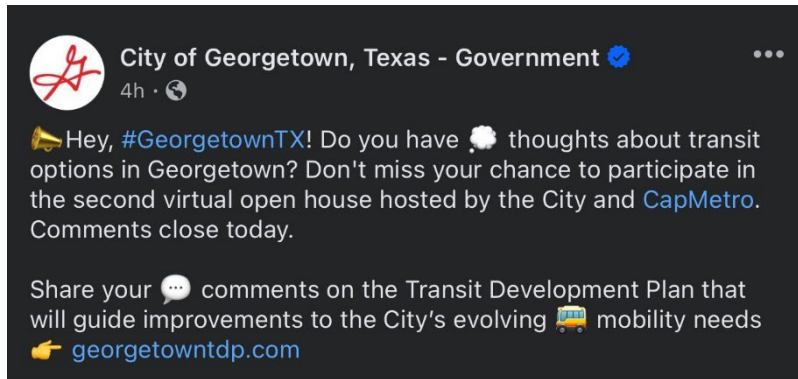 City of Georgetown, Texas - Government
4h ·
📣Hey, #GeorgetownTX! Do you have 💭 thoughts about transit
options in Georgetown? Don't miss your chance to participate in
the second virtual open house hosted by the City and CapMetro.
Comments close today.
Share your 💬 comments on the Transit Development Plan that
will guide improvements to the City’s evolving 🚌 mobility needs
👉 georgetowntdp.com